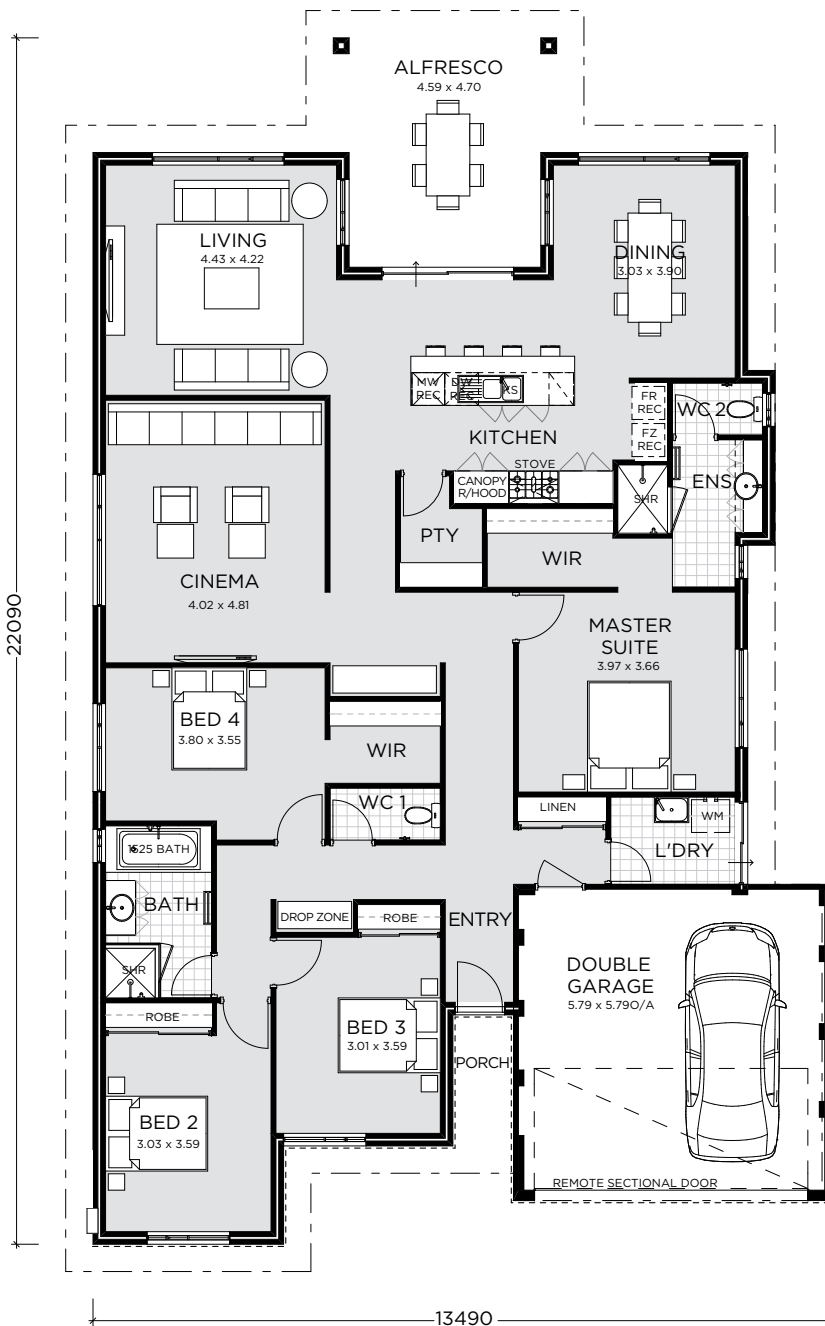 ALFRESCO
4.59 x 4.70
LIVING
4.43 x 4.22
DINING
3.03 x 3.90
MW
REC
DW
REC
KS
FR
REC
WC 2
KITCHEN
FZ
REC
STOVE
CANOPY
R/HOOD
SHR
ENS
PTY
WIR
CINEMA
4.02 x 4.81
MASTER
SUITE
3.97 x 3.66
22090
BED 4
3.80 x 3.55
WIR
WC 1
LINEN
WM
1525 BATH
L'DRY
BATH
DROP ZONE
ROBE
ENTRY
SHR
DOUBLE
GARAGE
5.79 x 5.79O/A
ROBE
BED 3
3.01 x 3.59
PORCH
BED 2
3.03 x 3.59
REMOTE SECTIONAL DOOR
13490